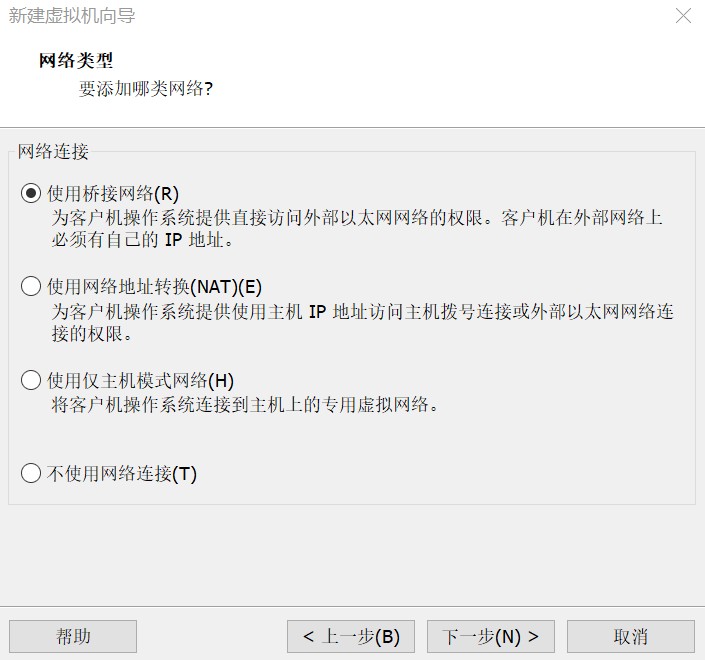 新建虚拟机向导
网络类型
要添加哪类网络?
网络连接
使用桥接网络(R)
为客户机操作系统提供直接访问外部以太网网络的权限。客户机在外部网络上
必须有自己的 IP 地址。
使用网络地址转换(NAT)(E)
为客户机操作系统提供使用主机 IP 地址访问主机拨号连接或外部以太网网络连
接的权限。
使用仅主机模式网络(H)
将客户机操作系统连接到主机上的专用虚拟网络。
不使用网络连接(T)
帮助
< 上一步(B)
下一步(N) >
取消